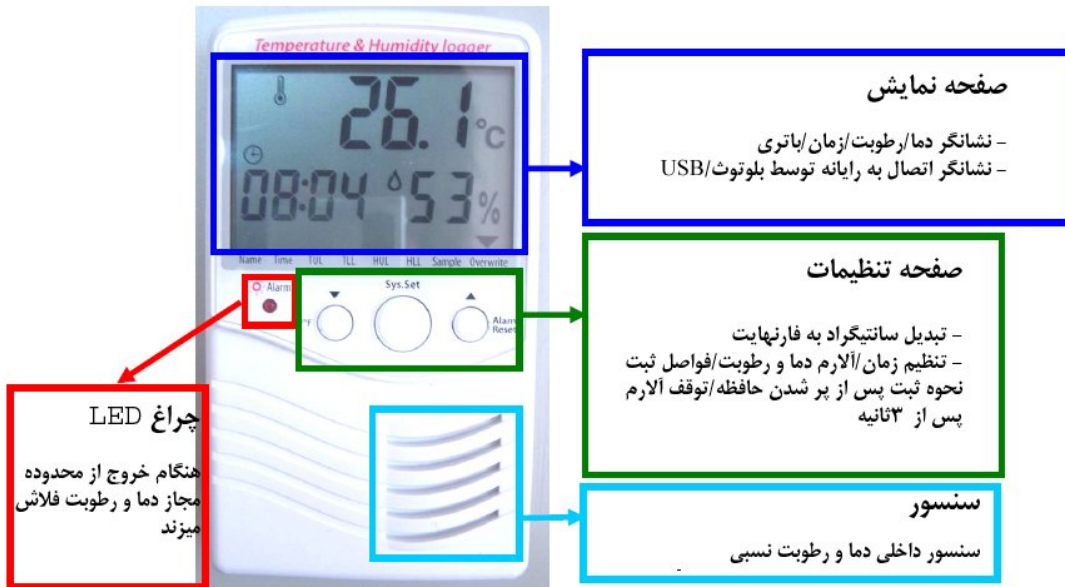 Temperature & Humidity logger
26.1 °C
08:04 53%
Name Time TUL TLL HUL HLL Sample Overwrite
Alarm
Sys.Set
°F
Alarm
Reset
صفحه نمایش
- نشانگر دما/رطوبت/زمان/باتری
- نشانگر اتصال به رایانه توسط بلوتوث/USB
صفحه تنظیمات
- تبدیل سانتیگراد به فارنهایت
- تنظیم زمان/آلارم دما و رطوبت/فواصل ثبت
نحوه ثبت پس از پر شدن حافظه/توقف آلارم
پس از ۳ثانیه
چراغ LED
هنگام خروج از محدوده
مجاز دما و رطوبت فلاش
میزند
سنسور
سنسور داخلی دما و رطوبت نسبی